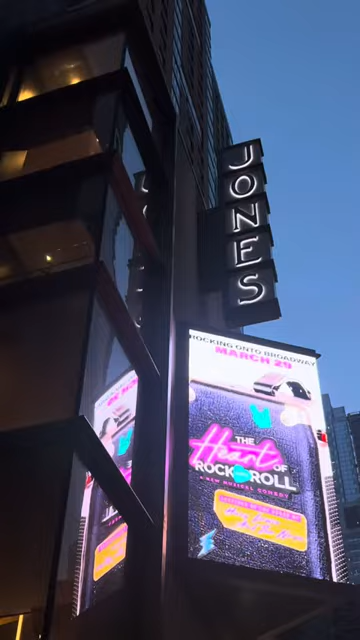 JONES
ROCKING ONTO BROADWAY
MARCH 29
THE
Heart OF
ROCK AND ROLL
A NEW MUSICAL COMEDY